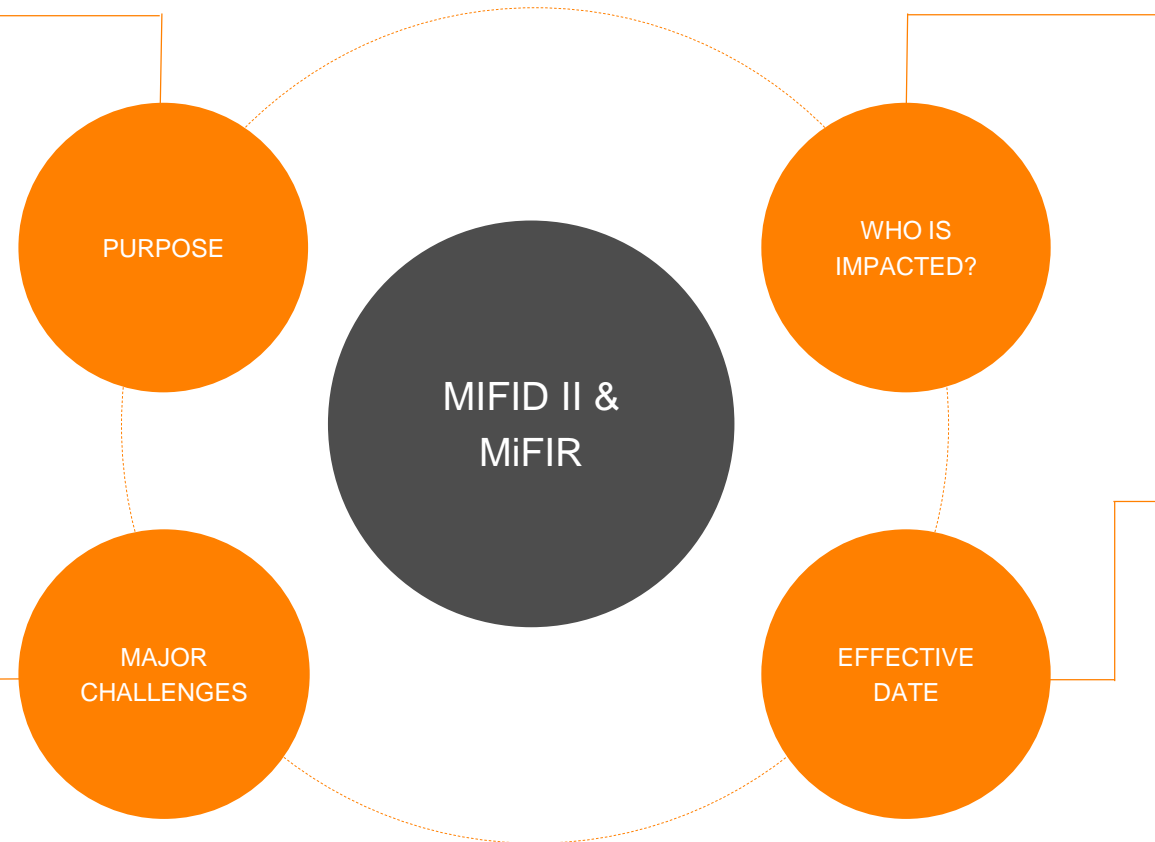 PURPOSE
WHO IS
IMPACTED?
MIFID II &
MiFIR
MAJOR
CHALLENGES
EFFECTIVE
DATE